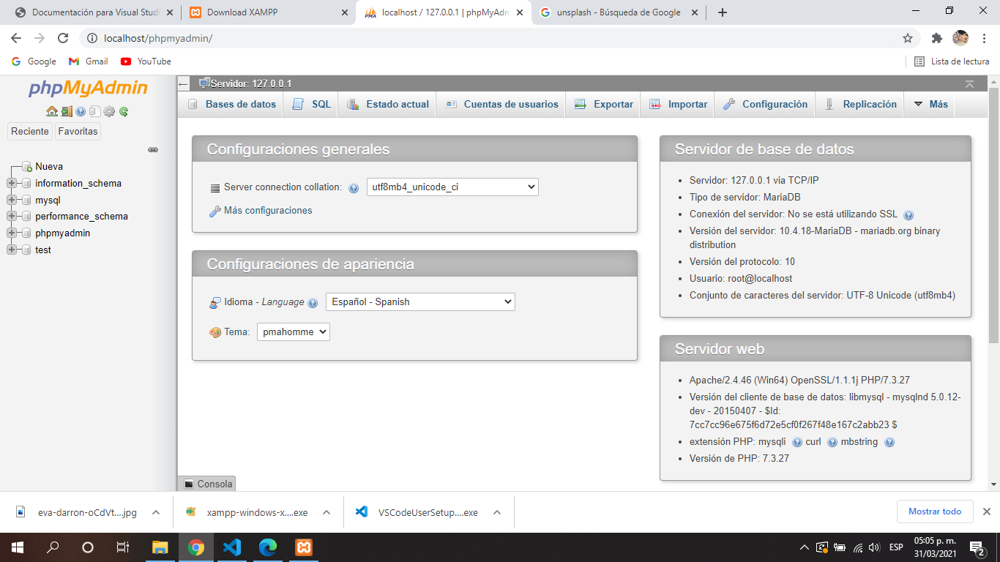 Documentación para Visual Studi
Download XAMPP
localhost / 127.0.0.1 | phpMyAdm
unsplash - Búsqueda de Google
localhost/phpmyadmin/
Google
Gmail
YouTube
Lista de lectura
phpMyAdmin
Reciente
Favoritas
Nueva
information_schema
mysql
performance_schema
phpmyadmin
test
Servidor: 127.0.0.1
Bases de datos
SQL
Estado actual
Cuentas de usuarios
Exportar
Importar
Configuración
Replicación
Más
Configuraciones generales
Server connection collation:
utf8mb4_unicode_ci
Más configuraciones
Configuraciones de apariencia
Idioma - Language
Español - Spanish
Tema:
pmahomme
Servidor de base de datos
Servidor: 127.0.0.1 via TCP/IP
Tipo de servidor: MariaDB
Conexión del servidor: No se está utilizando SSL
Versión del servidor: 10.4.18-MariaDB - mariadb.org binary
distribution
Versión del protocolo: 10
Usuario: root@localhost
Conjunto de caracteres del servidor: UTF-8 Unicode (utf8mb4)
Servidor web
Apache/2.4.46 (Win64) OpenSSL/1.1.1j PHP/7.3.27
Versión del cliente de base de datos: libmysql - mysqlnd 5.0.12-
dev - 20150407 - $Id:
7cc7cc96e675f6d72e5cf0f267f48e167c2abb23 $
extensión PHP: mysqli curl mbstring
Versión de PHP: 7.3.27
Consola
eva-darron-oCdVt....jpg
xampp-windows-x....exe
VSCodeUserSetup....exe
Mostrar todo
ESP
05:05 p. m.
31/03/2021
2